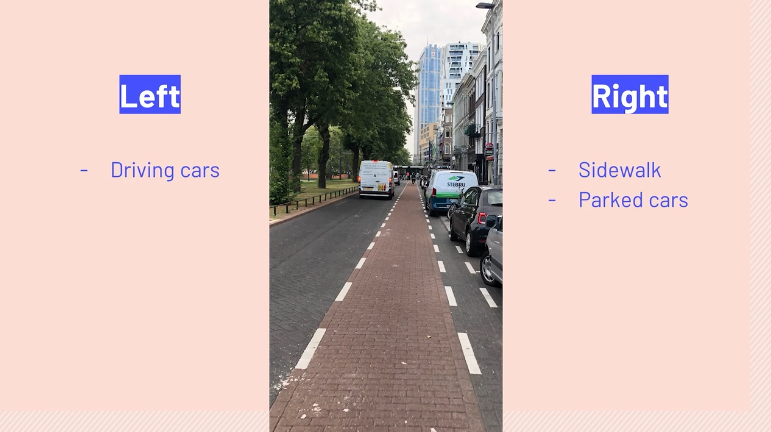 Left
- Driving cars
Right
- Sidewalk
- Parked cars